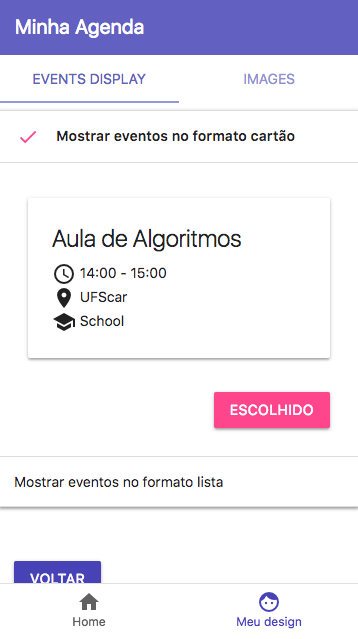 Minha Agenda
EVENTS DISPLAY
IMAGES
Mostrar eventos no formato cartão
Aula de Algoritmos
14:00 - 15:00
UFScar
School
ESCOLHIDO
Mostrar eventos no formato lista
VOLTAR
Home
Meu design